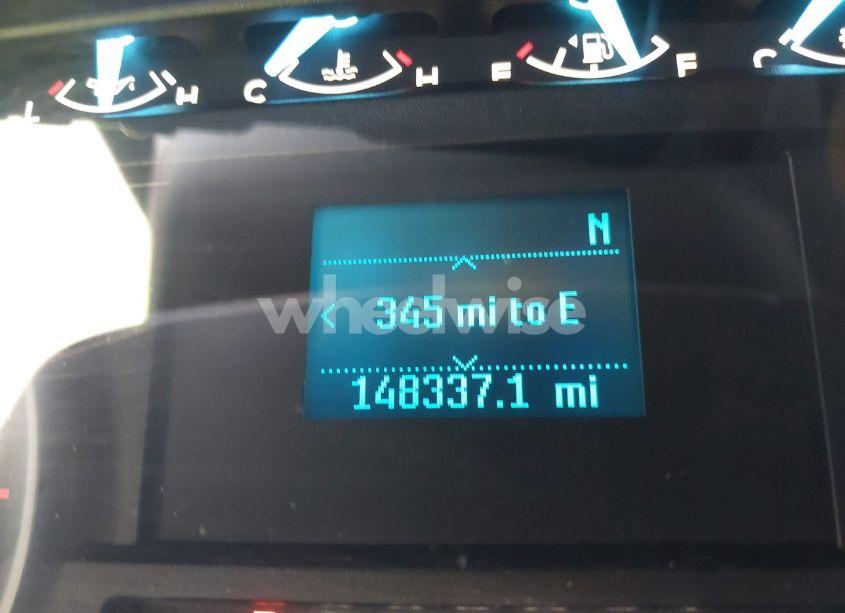 L H C H E F C
N
345 mi to E
wheelwise
148337.1 mi